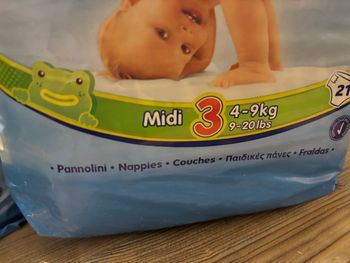 Midi 3 4-9kg
9-20lbs
21
• Pannolini • Nappies • Couches • Παιδικές πάνες • Fraldas •